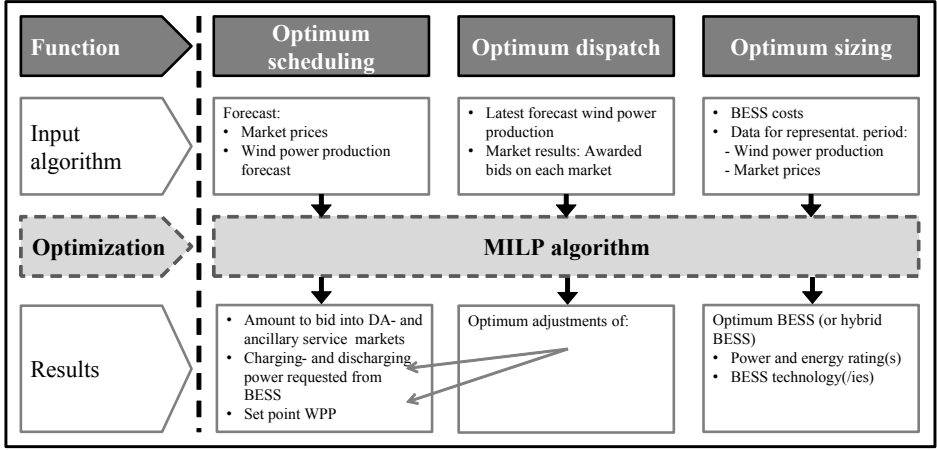 Function
Optimum
scheduling
Optimum dispatch
Optimum sizing
Input
algorithm
Forecast:
• Market prices
• Wind power production
forecast
• Latest forecast wind power
production
• Market results: Awarded
bids on each market
• BESS costs
• Data for representat. period:
- Wind power production
- Market prices
Optimization
MILP algorithm
Results
• Amount to bid into DA- and
ancillary service markets
• Charging- and discharging
power requested from
BESS
• Set point WPP
Optimum adjustments of:
Optimum BESS (or hybrid
BESS)
• Power and energy rating(s)
• BESS technology(/ies)